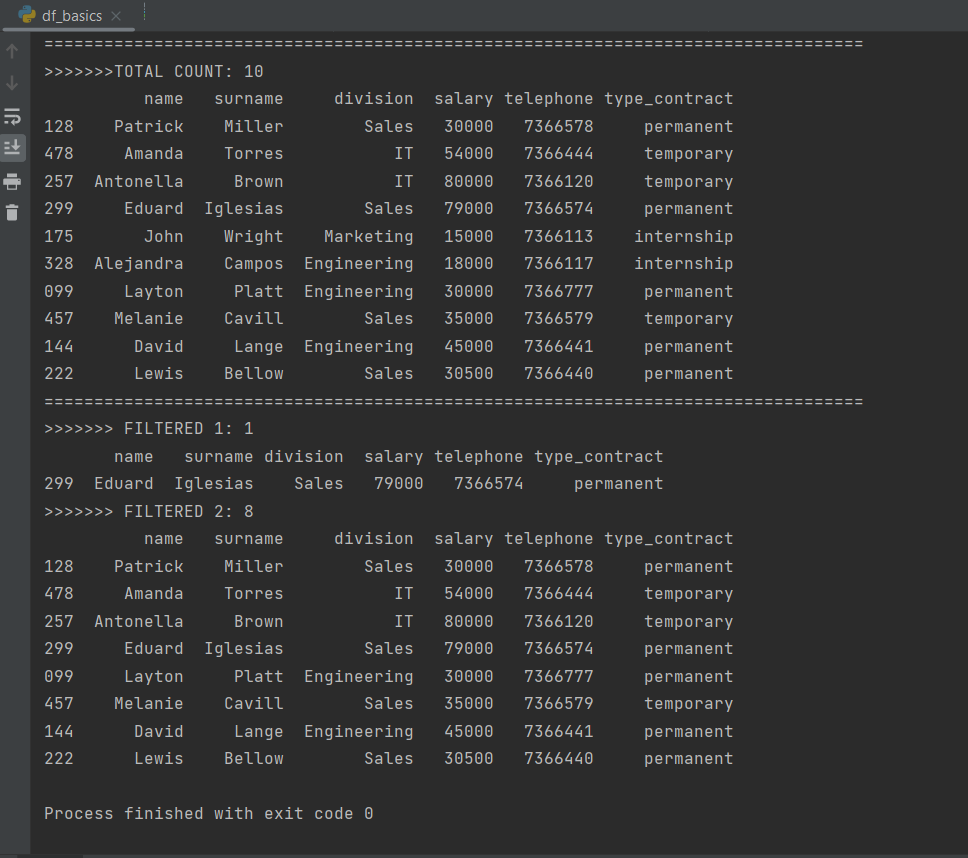 df_basics
==================================================================================
>>>>>>>TOTAL COUNT: 10
          name   surname     division  salary telephone type_contract
128    Patrick    Miller        Sales   30000   7366578     permanent
478     Amanda    Torres           IT   54000   7366444     temporary
257  Antonella     Brown           IT   80000   7366120     temporary
299     Eduard  Iglesias        Sales   79000   7366574     permanent
175       John    Wright    Marketing   15000   7366113    internship
328  Alejandra    Campos  Engineering   18000   7366117    internship
099     Layton     Platt  Engineering   30000   7366777     permanent
457    Melanie    Cavill        Sales   35000   7366579     temporary
144      David     Lange  Engineering   45000   7366441     permanent
222      Lewis    Bellow        Sales   30500   7366440     permanent
==================================================================================
>>>>>>> FILTERED 1: 1
       name   surname division  salary telephone type_contract
299  Eduard  Iglesias    Sales   79000   7366574     permanent
>>>>>>> FILTERED 2: 8
          name   surname     division  salary telephone type_contract
128    Patrick    Miller        Sales   30000   7366578     permanent
478     Amanda    Torres           IT   54000   7366444     temporary
257  Antonella     Brown           IT   80000   7366120     temporary
299     Eduard  Iglesias        Sales   79000   7366574     permanent
099     Layton     Platt  Engineering   30000   7366777     permanent
457    Melanie    Cavill        Sales   35000   7366579     temporary
144      David     Lange  Engineering   45000   7366441     permanent
222      Lewis    Bellow        Sales   30500   7366440     permanent
Process finished with exit code 0